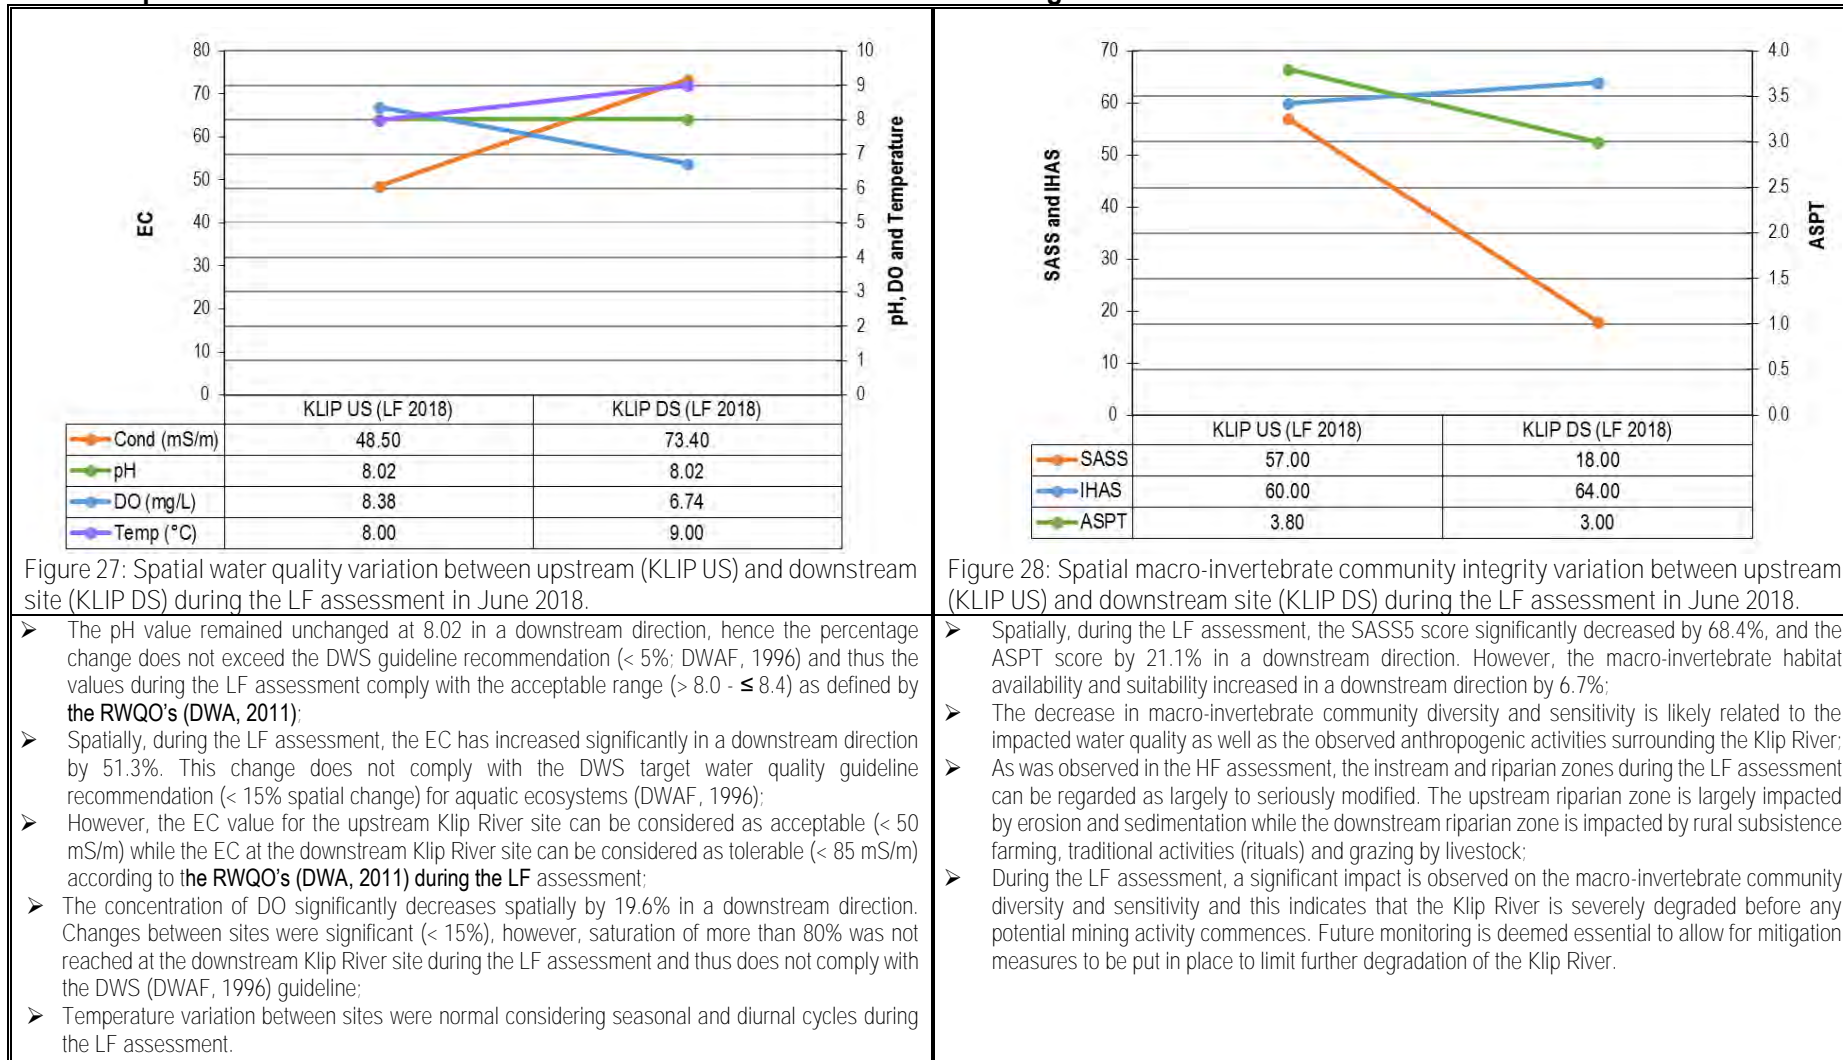 80
70
60
50
40
30
20
10
0
EC
10
9
8
7
6
5
4
3
2
1
0
pH, DO and Temperature
KLIP US (LF 2018) KLIP DS (LF 2018)
Cond (mS/m) 48.50 73.40
pH 8.02 8.02
DO (mg/L) 8.38 6.74
Temp (°C) 8.00 9.00
Figure 27: Spatial water quality variation between upstream (KLIP US) and downstream
site (KLIP DS) during the LF assessment in June 2018.
➢ The pH value remained unchanged at 8.02 in a downstream direction, hence the percentage
change does not exceed the DWS guideline recommendation (< 5%; DWAF, 1996) and thus the
values during the LF assessment comply with the acceptable range (> 8.0 - ≤ 8.4) as defined by
the RWQO's (DWA, 2011);
➢ Spatially, during the LF assessment, the EC has increased significantly in a downstream direction
by 51.3%. This change does not comply with the DWS target water quality guideline
recommendation (< 15% spatial change) for aquatic ecosystems (DWAF, 1996);
➢ However, the EC value for the upstream Klip River site can be considered as acceptable (< 50
mS/m) while the EC at the downstream Klip River site can be considered as tolerable (< 85 mS/m)
according to the RWQO's (DWA, 2011) during the LF assessment;
➢ The concentration of DO significantly decreases spatially by 19.6% in a downstream direction.
Changes between sites were significant (< 15%), however, saturation of more than 80% was not
reached at the downstream Klip River site during the LF assessment and thus does not comply with
the DWS (DWAF, 1996) guideline;
➢ Temperature variation between sites were normal considering seasonal and diurnal cycles during
the LF assessment.
70
60
50
40
30
20
10
0
SASS and IHAS
4.0
3.5
3.0
2.5
2.0
1.5
1.0
0.5
0.0
ASPT
KLIP US (LF 2018) KLIP DS (LF 2018)
SASS 57.00 18.00
IHAS 60.00 64.00
ASPT 3.80 3.00
Figure 28: Spatial macro-invertebrate community integrity variation between upstream
(KLIP US) and downstream site (KLIP DS) during the LF assessment in June 2018.
➢ Spatially, during the LF assessment, the SASS5 score significantly decreased by 68.4%, and the
ASPT score by 21.1% in a downstream direction. However, the macro-invertebrate habitat
availability and suitability increased in a downstream direction by 6.7%;
➢ The decrease in macro-invertebrate community diversity and sensitivity is likely related to the
impacted water quality as well as the observed anthropogenic activities surrounding the Klip River;
➢ As was observed in the HF assessment, the instream and riparian zones during the LF assessment
can be regarded as largely to seriously modified. The upstream riparian zone is largely impacted
by erosion and sedimentation while the downstream riparian zone is impacted by rural subsistence
farming, traditional activities (rituals) and grazing by livestock;
➢ During the LF assessment, a significant impact is observed on the macro-invertebrate community
diversity and sensitivity and this indicates that the Klip River is severely degraded before any
potential mining activity commences. Future monitoring is deemed essential to allow for mitigation
measures to be put in place to limit further degradation of the Klip River.